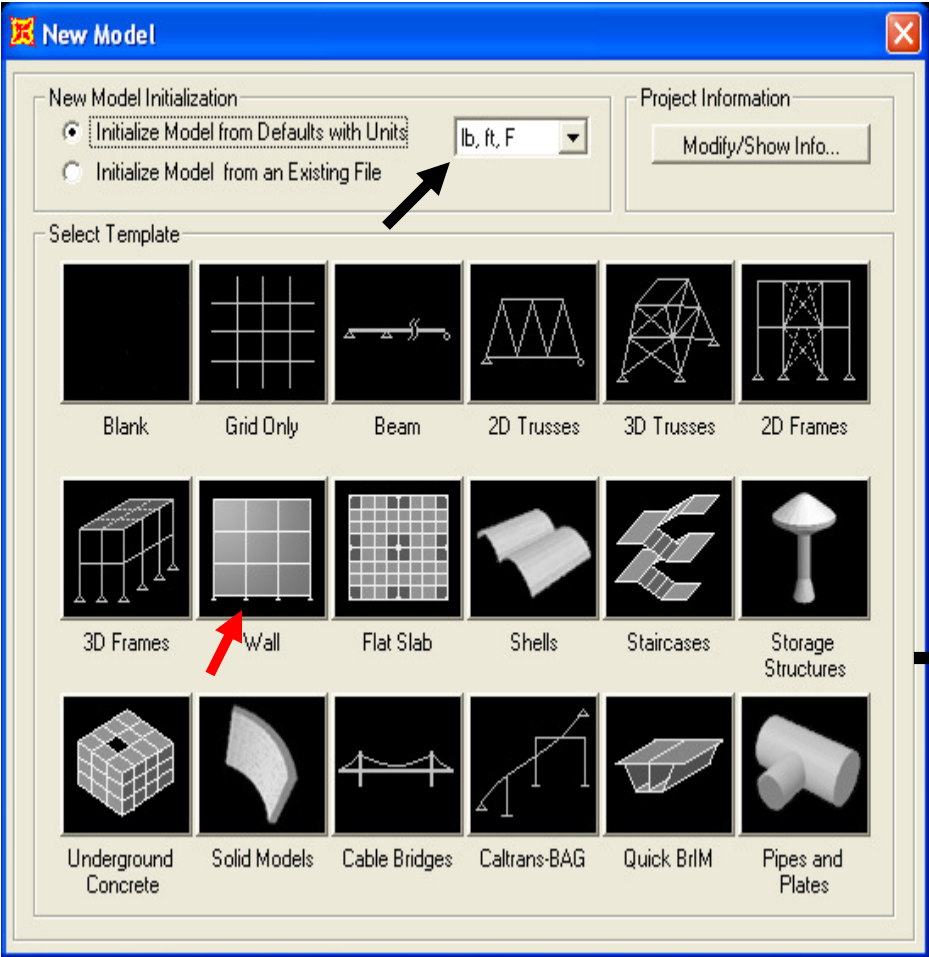 New Model
New Model Initialization
Initialize Model from Defaults with Units
lb, ft, F
Initialize Model from an Existing File
Project Information
Modify/Show Info...
Select Template
Blank
Grid Only
Beam
2D Trusses
3D Trusses
2D Frames
3D Frames
Wall
Flat Slab
Shells
Staircases
Storage
Structures
Underground
Concrete
Solid Models
Cable Bridges
Caltrans-BAG
Quick BrIM
Pipes and
Plates